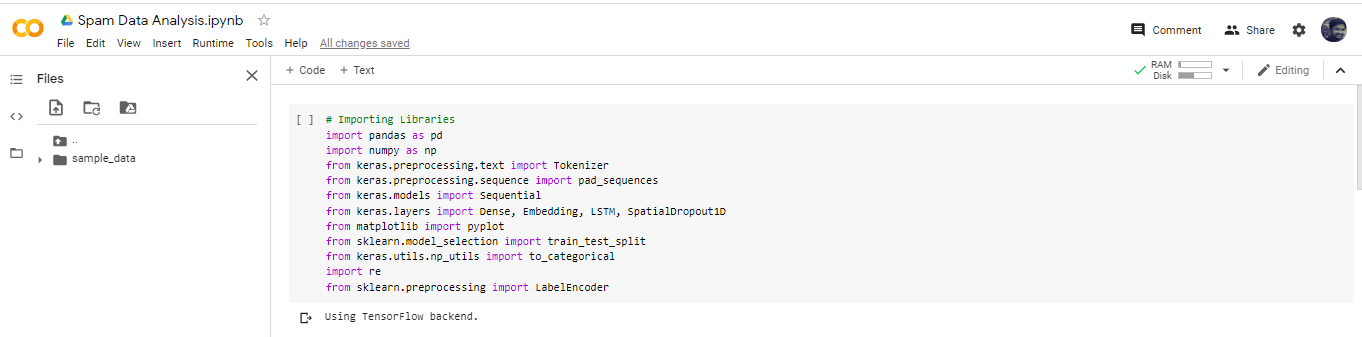 Spam Data Analysis.ipynb
File Edit View Insert Runtime Tools Help All changes saved
Comment Share
Files
+ Code + Text
RAM
Disk
Editing
..
sample_data
[ ] # Importing Libraries
import pandas as pd
import numpy as np
from keras.preprocessing.text import Tokenizer
from keras.preprocessing.sequence import pad_sequences
from keras.models import Sequential
from keras.layers import Dense, Embedding, LSTM, SpatialDropout1D
from matplotlib import pyplot
from sklearn.model_selection import train_test_split
from keras.utils.np_utils import to_categorical
import re
from sklearn.preprocessing import LabelEncoder
Using TensorFlow backend.